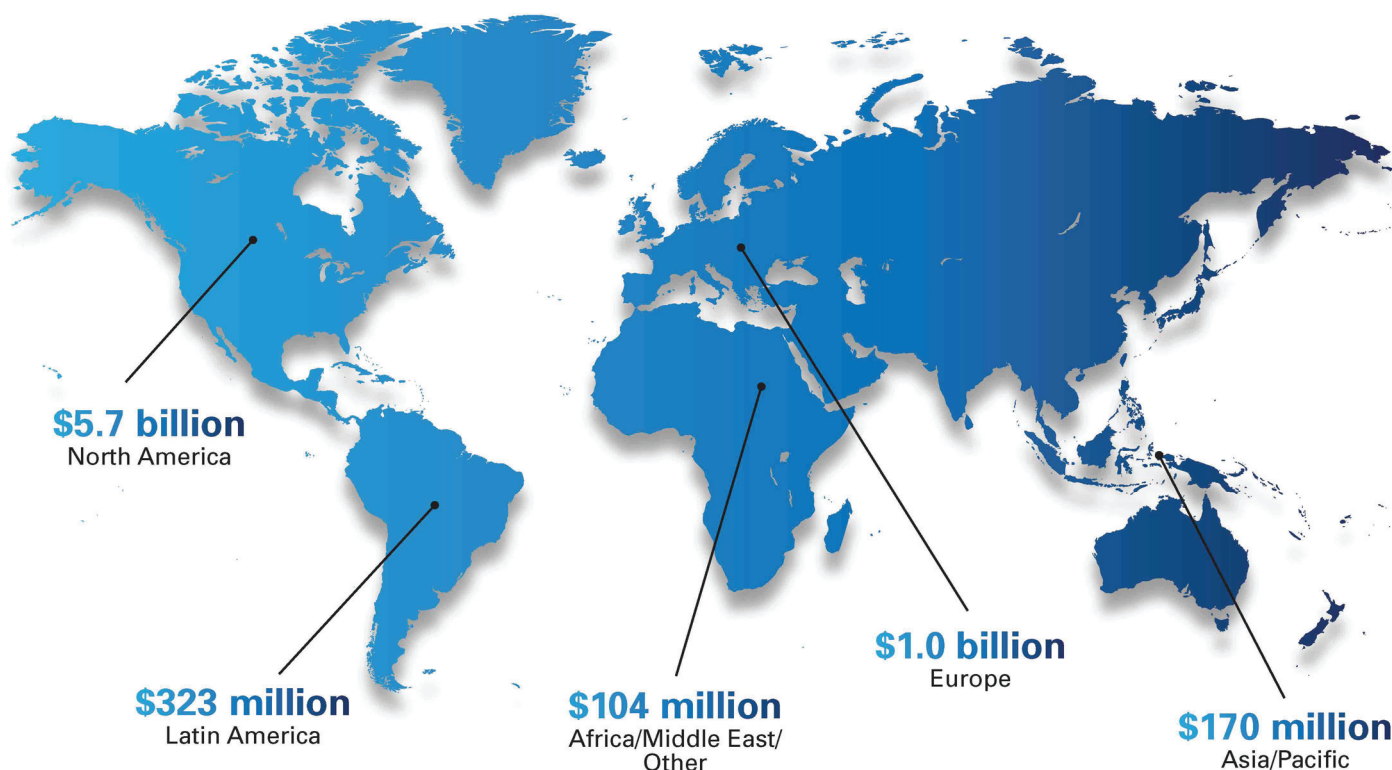 $5.7 billion
North America
$323 million
Latin America
$104 million
Africa/Middle East/
Other
$1.0 billion
Europe
$170 million
Asia/Pacific